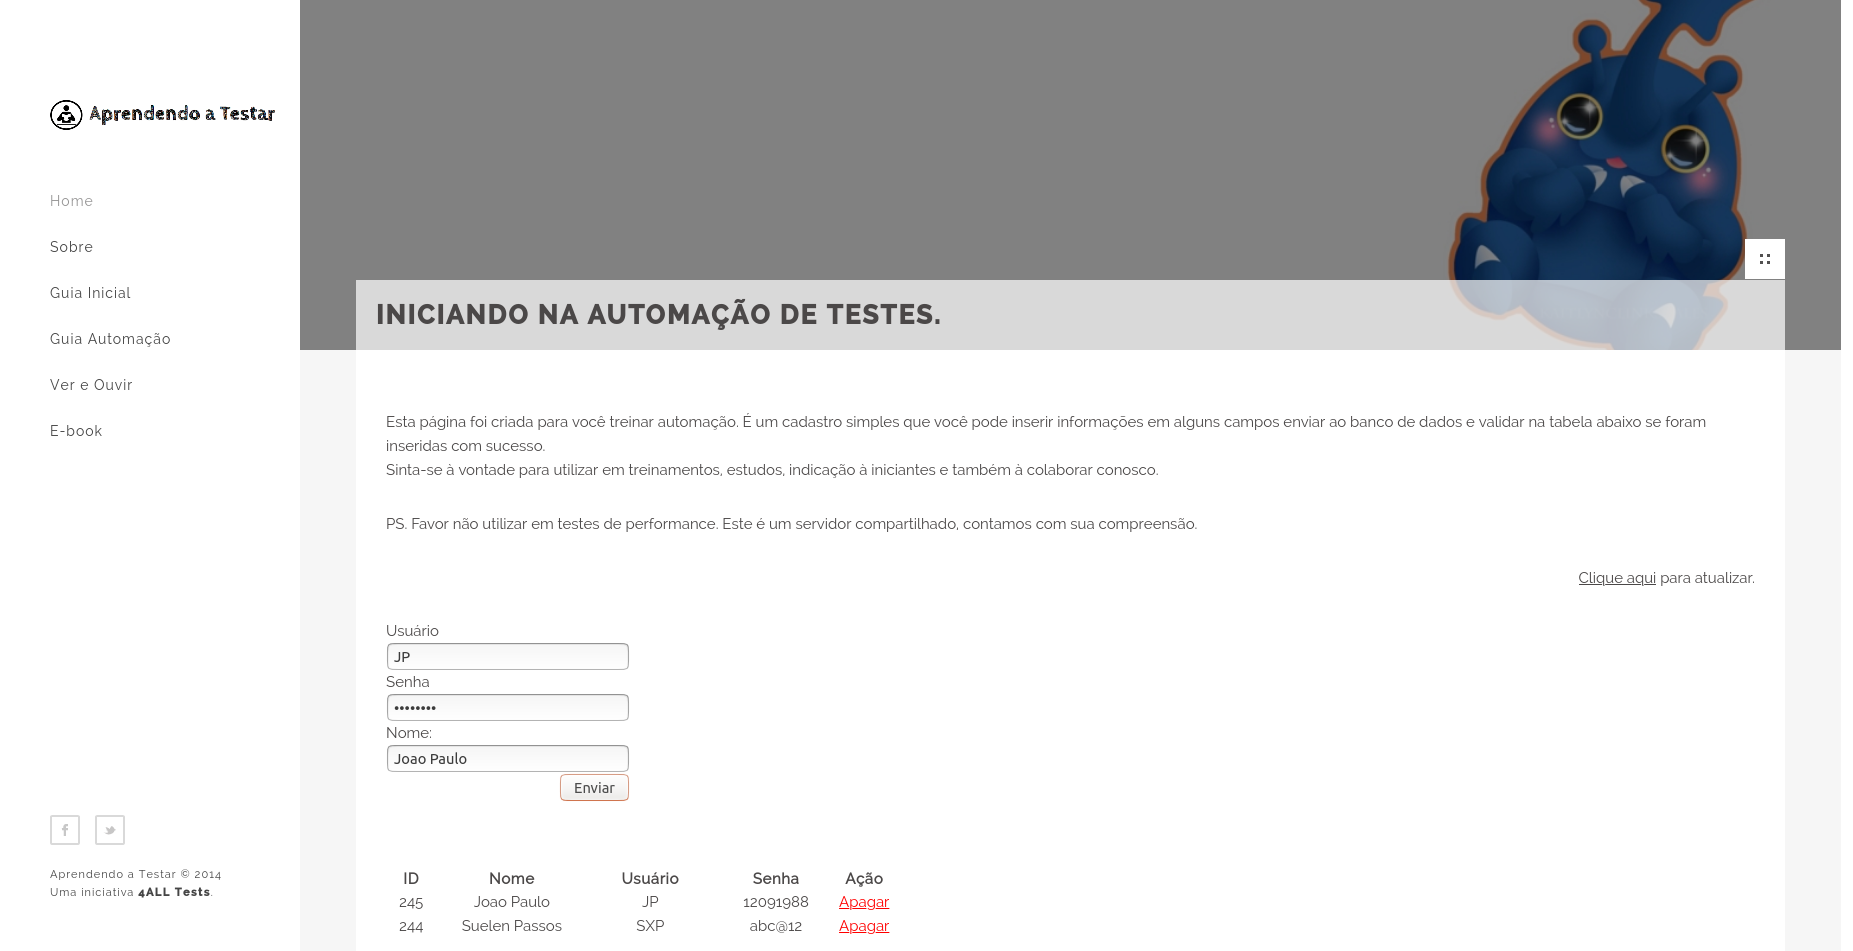 Aprendendo a Testar
Home
Sobre
Guia Inicial
Guia Automação
Ver e Ouvir
E-book
Aprendendo a Testar © 2014
Uma iniciativa 4ALL Tests.
INICIANDO NA AUTOMAÇÃO DE TESTES.
Esta página foi criada para você treinar automação. É um cadastro simples que você pode inserir informações em alguns campos enviar ao banco de dados e validar na tabela abaixo se foram
inseridas com sucesso.
Sinta-se à vontade para utilizar em treinamentos, estudos, indicação à iniciantes e também à colaborar conosco.
PS. Favor não utilizar em testes de performance. Este é um servidor compartilhado, contamos com sua compreensão.
Clique aqui para atualizar.
Usuário
JP
Senha
••••••••
Nome:
Joao Paulo
Enviar
ID Nome Usuário Senha Ação
245 Joao Paulo JP 12091988 Apagar
244 Suelen Passos SXP abc@12 Apagar